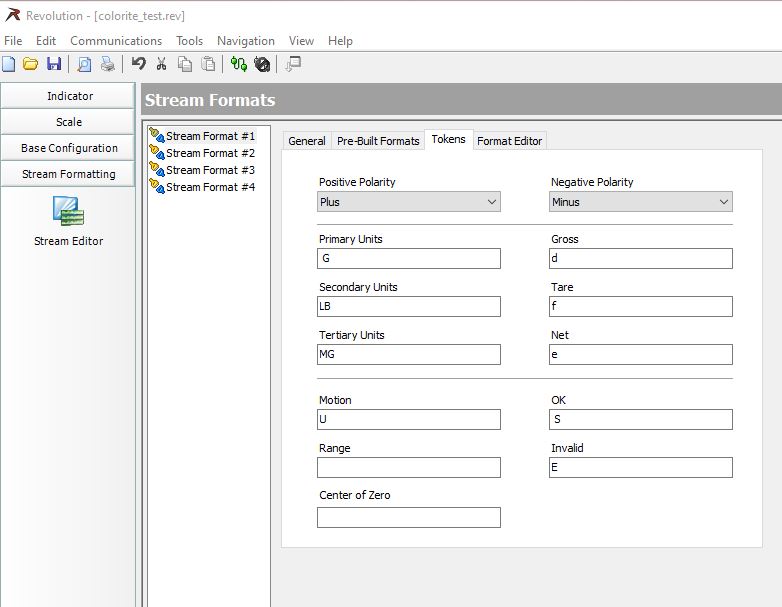 Revolution - [colorite_test.rev]
File Edit Communications Tools Navigation View Help
Indicator
Scale
Base Configuration
Stream Formatting
Stream Editor
Stream Formats
Stream Format #1
Stream Format #2
Stream Format #3
Stream Format #4
General Pre-Built Formats Tokens Format Editor
Positive Polarity Negative Polarity
Plus Minus
Primary Units Gross
G d
Secondary Units Tare
LB f
Tertiary Units Net
MG e
Motion OK
U S
Range Invalid
E
Center of Zero